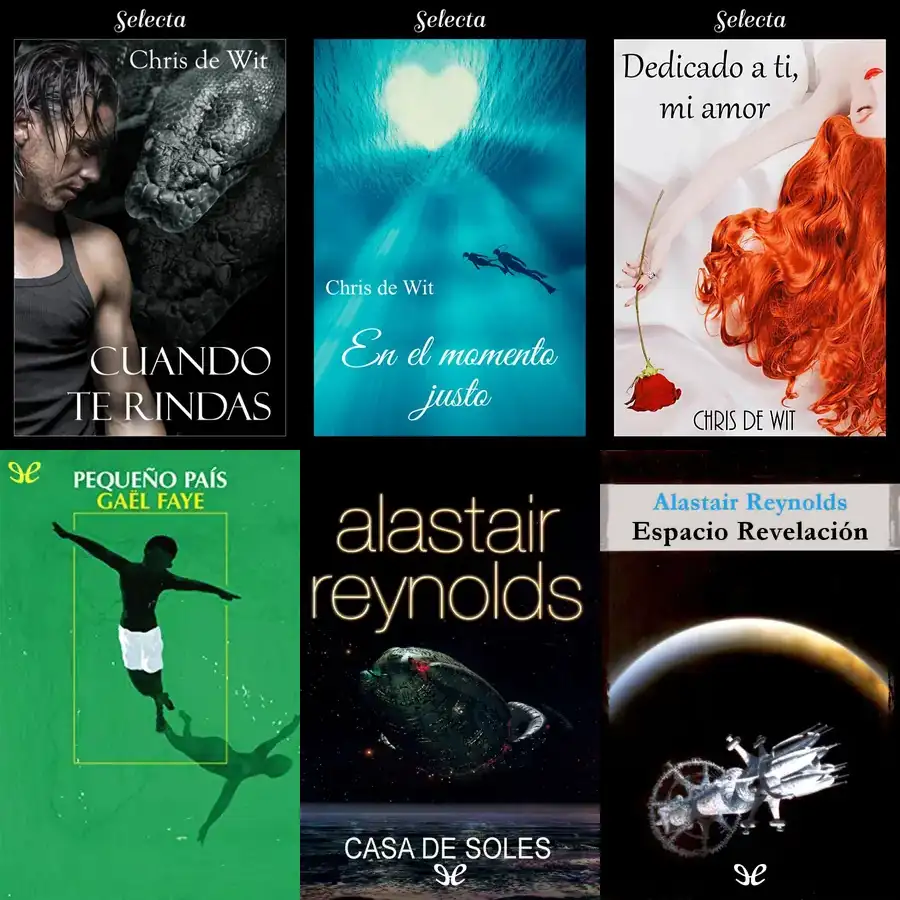 Selecta
Chris de Wit
CUANDO
TE RINDAS
Selecta
Chris de Wit
En el momento
justo
Selecta
Dedicado a ti,
mi amor
CHRIS DE WIT
PEQUEÑO PAÍS
GAËL FAYE
alastair
reynolds
CASA DE SOLES
Alastair Reynolds
Espacio Revelación